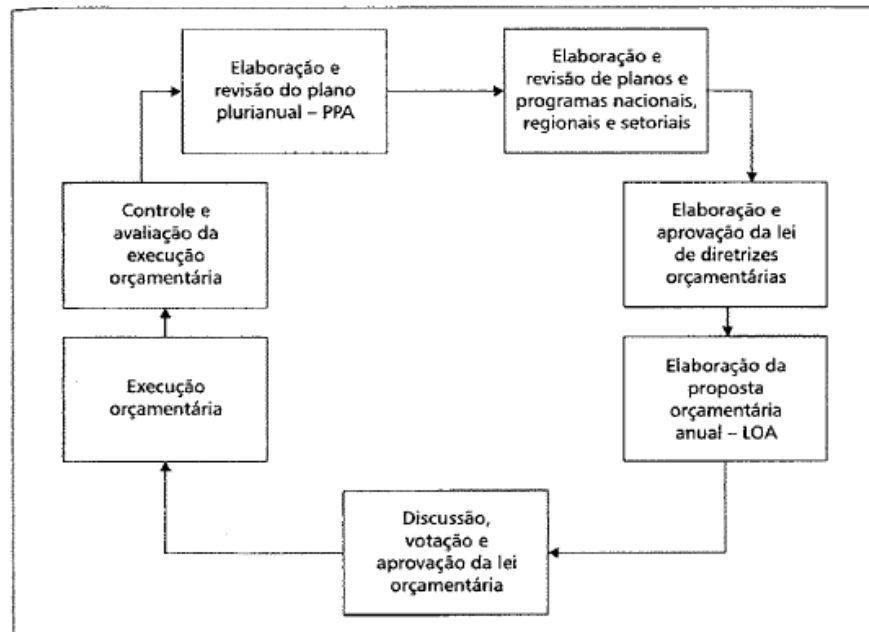 Elaboração e
revisão do plano
plurianual – PPA
Elaboração e
revisão de planos e
programas nacionais,
regionais e setoriais
Elaboração e
aprovação da lei
de diretrizes
orçamentárias
Elaboração da
proposta
orçamentária
anual – LOA
Discussão,
votação e
aprovação da lei
orçamentária
Execução
orçamentária
Controle e
avaliação da
execução
orçamentária